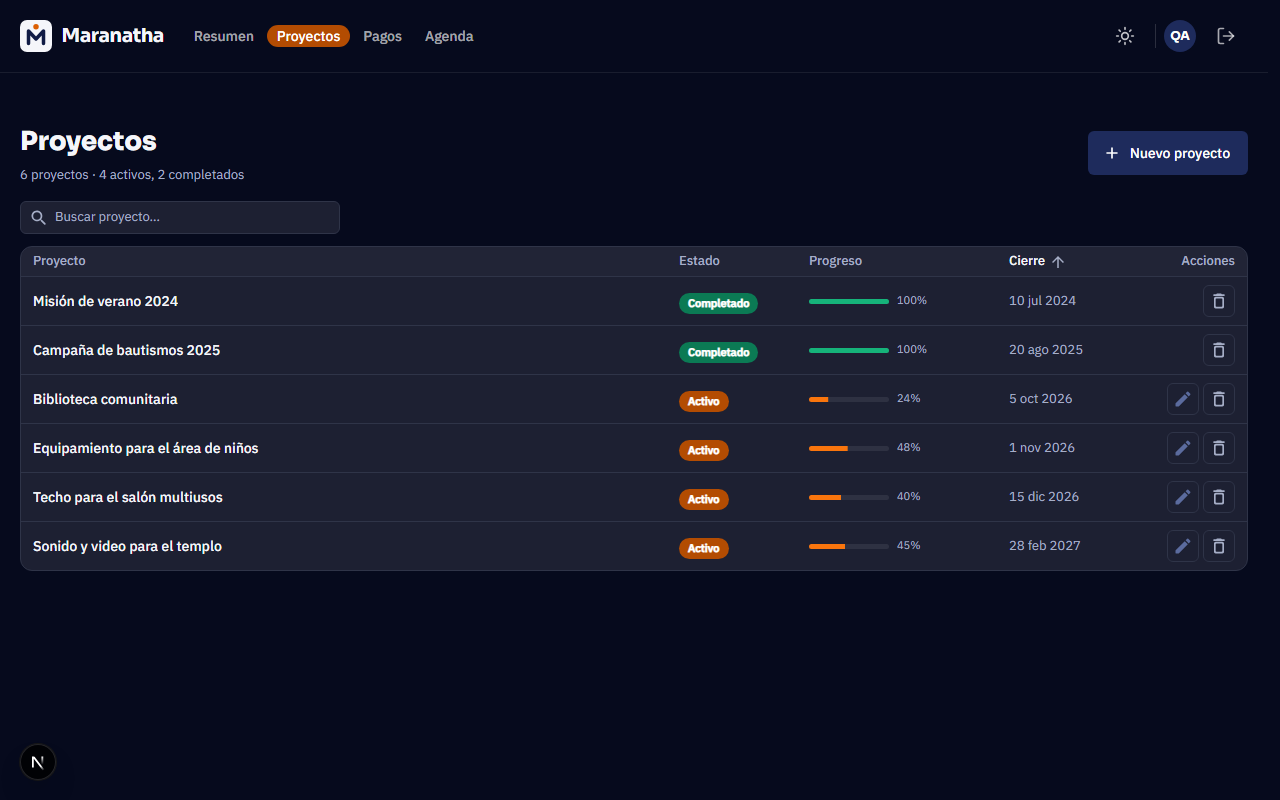 Maranatha Resumen Proyectos Pagos Agenda QA
Proyectos
6 proyectos · 4 activos, 2 completados
+ Nuevo proyecto
Buscar proyecto...
Proyecto Estado Progreso Cierre ↑ Acciones
Misión de verano 2024 Completado 100% 10 jul 2024
Campaña de bautismos 2025 Completado 100% 20 ago 2025
Biblioteca comunitaria Activo 24% 5 oct 2026
Equipamiento para el área de niños Activo 48% 1 nov 2026
Techo para el salón multiusos Activo 40% 15 dic 2026
Sonido y video para el templo Activo 45% 28 feb 2027
N